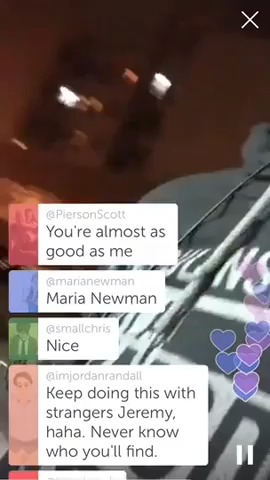 @PiersonScott
You're almost as
good as me
@marianewman
Maria Newman
@smallchris
Nice
@imjordanrandall
Keep doing this with
strangers Jeremy,
haha. Never know
who you'll find.